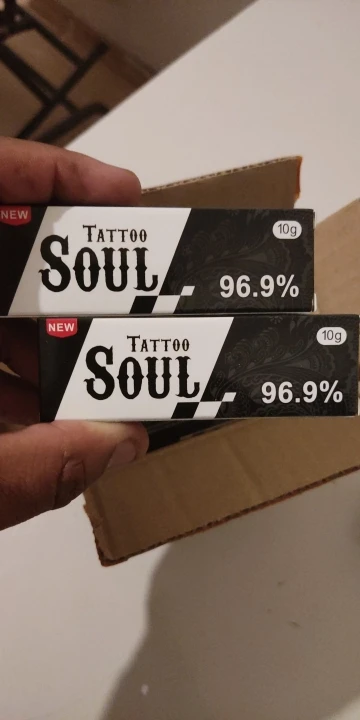 NEW
TATTOO
SOUL
10g
96.9%
NEW
TATTOO
SOUL
10g
96.9%